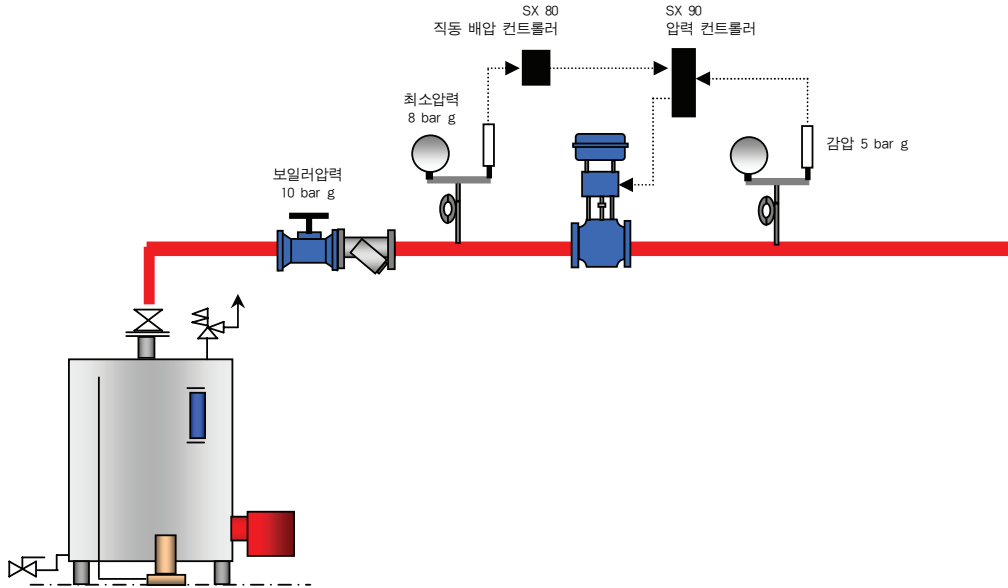 SX 80
직동 배압 컨트롤러
SX 90
압력 컨트롤러
최소압력
8 bar g
감압 5 bar g
보일러압력
10 bar g